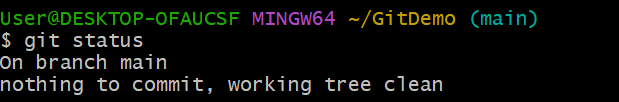 User@DESKTOP-OFAUCSF MINGW64 ~/GitDemo (main)
$ git status
On branch main
nothing to commit, working tree clean